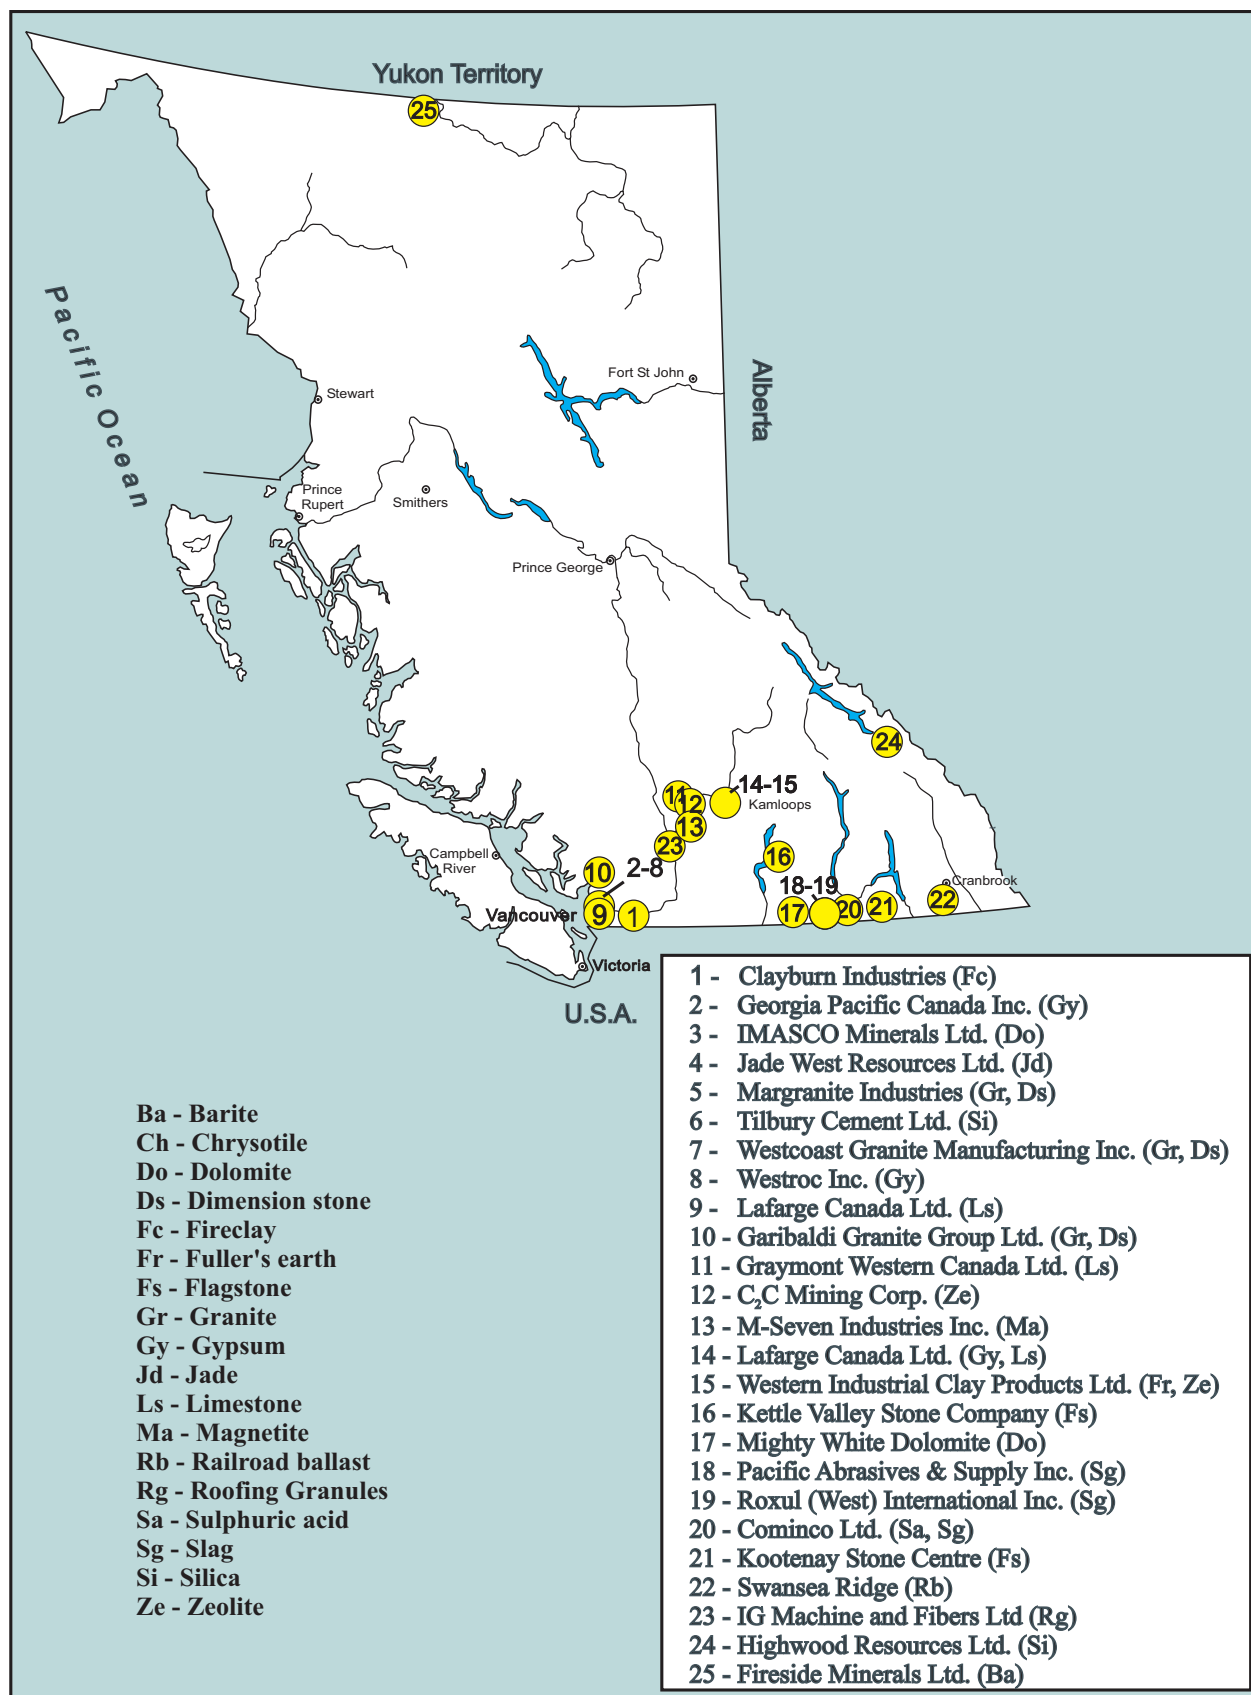 Yukon Territory
25
Pacific Ocean
Fort St John
Alberta
Stewart
Prince
Rupert
Smithers
Prince George
24
14-15
11
12
Kamloops
13
23
Campbell
River
2-8
16
10
18-19
Cranbrook
Vancouver
9
1
17
20
21
22
Victoria
U.S.A.
1 - Clayburn Industries (Fc)
2 - Georgia Pacific Canada Inc. (Gy)
3 - IMASCO Minerals Ltd. (Do)
4 - Jade West Resources Ltd. (Jd)
5 - Margranite Industries (Gr, Ds)
6 - Tilbury Cement Ltd. (Si)
7 - Westcoast Granite Manufacturing Inc. (Gr, Ds)
8 - Westroc Inc. (Gy)
9 - Lafarge Canada Ltd. (Ls)
10 - Garibaldi Granite Group Ltd. (Gr, Ds)
11 - Graymont Western Canada Ltd. (Ls)
12 - C₂C Mining Corp. (Ze)
13 - M-Seven Industries Inc. (Ma)
14 - Lafarge Canada Ltd. (Gy, Ls)
15 - Western Industrial Clay Products Ltd. (Fr, Ze)
16 - Kettle Valley Stone Company (Fs)
17 - Mighty White Dolomite (Do)
18 - Pacific Abrasives & Supply Inc. (Sg)
19 - Roxul (West) International Inc. (Sg)
20 - Cominco Ltd. (Sa, Sg)
21 - Kootenay Stone Centre (Fs)
22 - Swansea Ridge (Rb)
23 - IG Machine and Fibers Ltd (Rg)
24 - Highwood Resources Ltd. (Si)
25 - Fireside Minerals Ltd. (Ba)
Ba - Barite
Ch - Chrysotile
Do - Dolomite
Ds - Dimension stone
Fc - Fireclay
Fr - Fuller's earth
Fs - Flagstone
Gr - Granite
Gy - Gypsum
Jd - Jade
Ls - Limestone
Ma - Magnetite
Rb - Railroad ballast
Rg - Roofing Granules
Sa - Sulphuric acid
Sg - Slag
Si - Silica
Ze - Zeolite